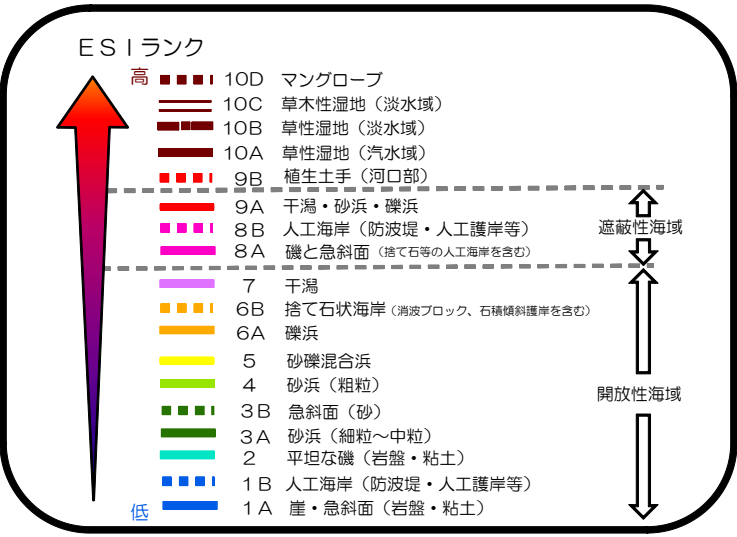 ESIランク
高
10D マングローブ
10C 草木性湿地（淡水域）
10B 草性湿地（淡水域）
10A 草性湿地（汽水域）
9B 植生土手（河口部）
9A 干潟・砂浜・礫浜
8B 人工海岸（防波堤・人工護岸等）
遮蔽性海域
8A 磯と急斜面（捨て石等の人工海岸を含む）
7 干潟
6B 捨て石状海岸（消波ブロック、石積傾斜護岸を含む）
6A 礫浜
5 砂礫混合浜
4 砂浜（粗粒）
開放性海域
3B 急斜面（砂）
3A 砂浜（細粒～中粒）
2 平坦な磯（岩盤・粘土）
1B 人工海岸（防波堤・人工護岸等）
1A 崖・急斜面（岩盤・粘土）
低